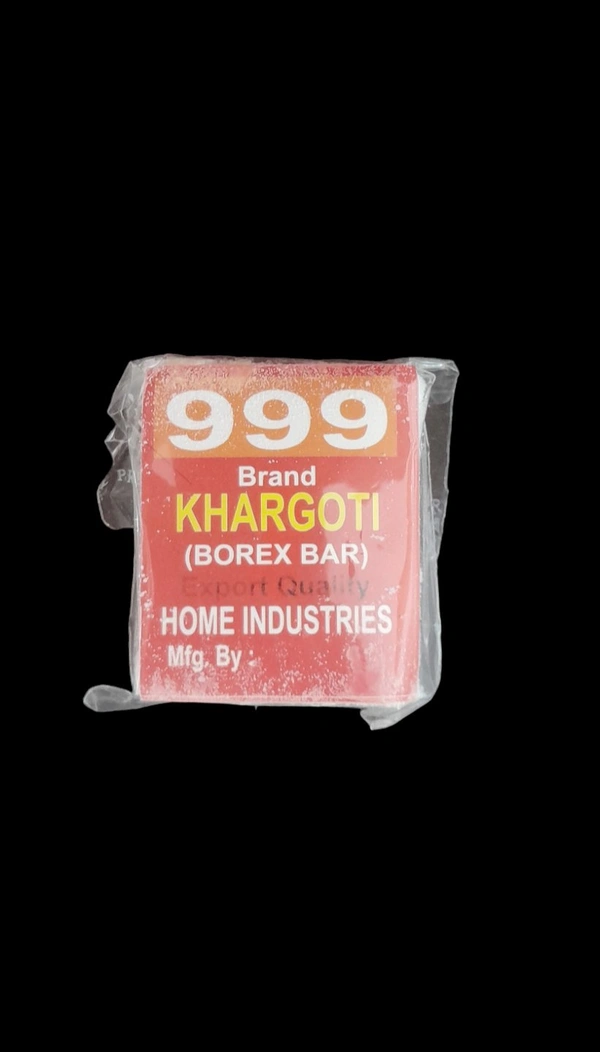 999
Brand
KHARGOTI
(BOREX BAR)
Export Quality
HOME INDUSTRIES
Mfg. By :